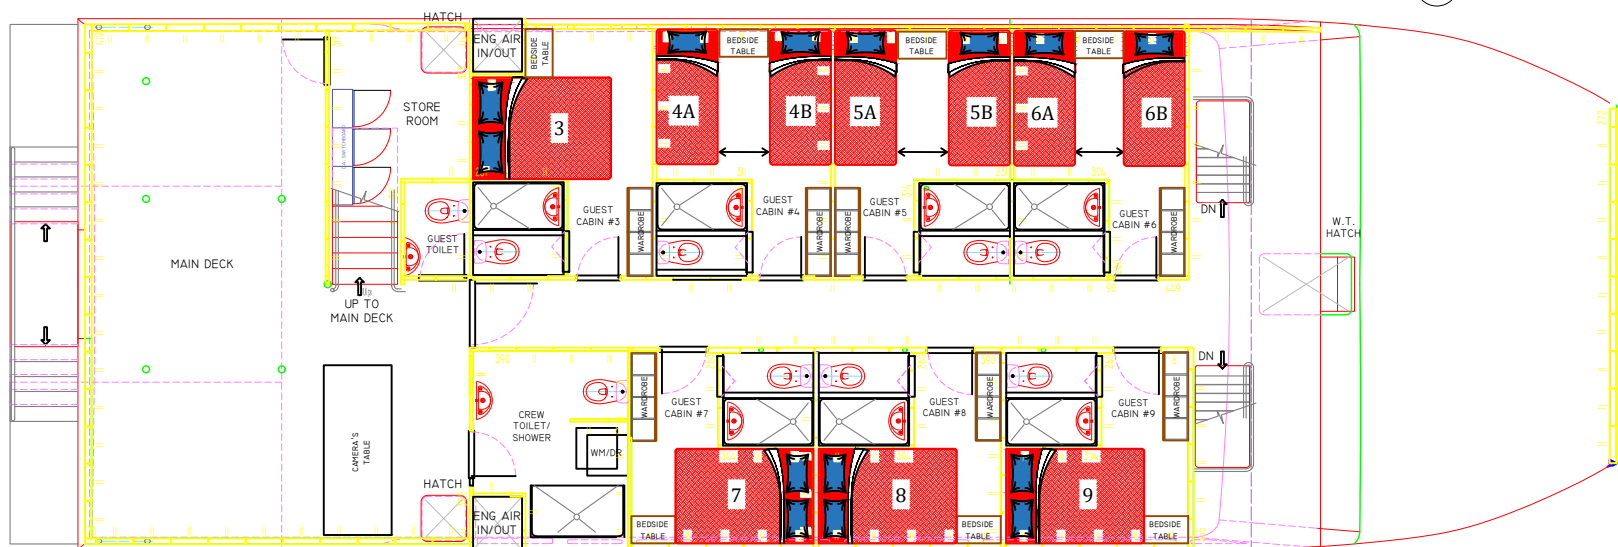 HATCH
ENG AIR
IN/OUT
BEDSIDE
TABLE
BEDSIDE
TABLE
BEDSIDE
TABLE
BEDSIDE
TABLE
STORE
ROOM
3
4A
4B
5A
5B
6A
6B
GUEST
TOILET
GUEST
CABIN #3
WARDROBE
GUEST
CABIN #4
WARDROBE
WARDROBE
GUEST
CABIN #5
GUEST
CABIN #6
WARDROBE
DN
W.T.
HATCH
MAIN DECK
Up
UP TO
MAIN DECK
DN
CAMERA'S
TABLE
390
CREW
TOILET/
SHOWER
WM/DR
WARDROBE
GUEST
CABIN #7
GUEST
CABIN #8
WARDROBE
GUEST
CABIN #9
WARDROBE
7
8
9
HATCH
ENG AIR
IN/OUT
BEDSIDE
TABLE
BEDSIDE
TABLE
BEDSIDE
TABLE